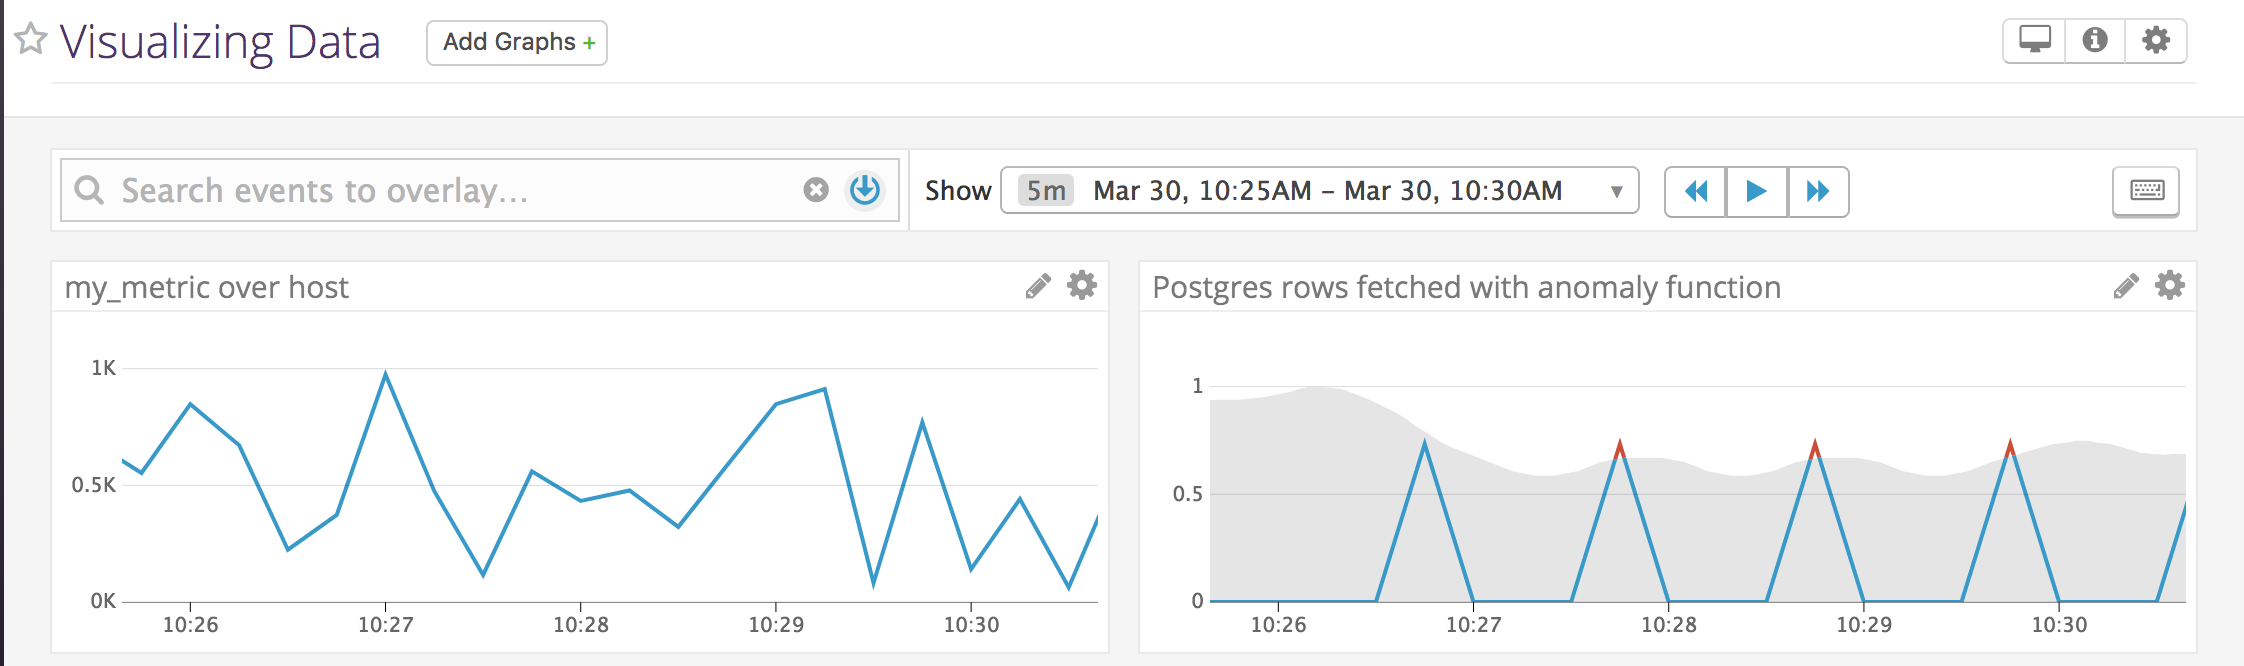 Visualizing Data
Add Graphs +
Search events to overlay...
Show 5m Mar 30, 10:25AM – Mar 30, 10:30AM
my_metric over host
1K
0.5K
0K
10:26 10:27 10:28 10:29 10:30
Postgres rows fetched with anomaly function
1
0.5
0
10:26 10:27 10:28 10:29 10:30